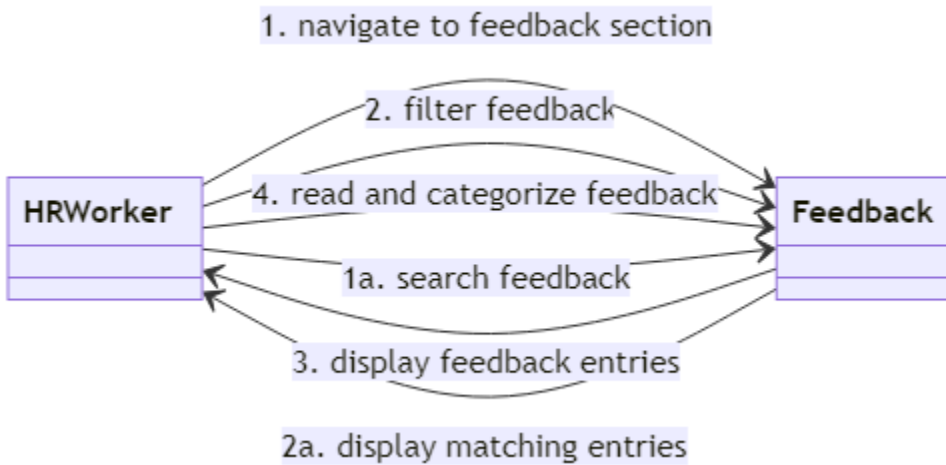 1. navigate to feedback section
2. filter feedback
4. read and categorize feedback
HRWorker
Feedback
1a. search feedback
3. display feedback entries
2a. display matching entries